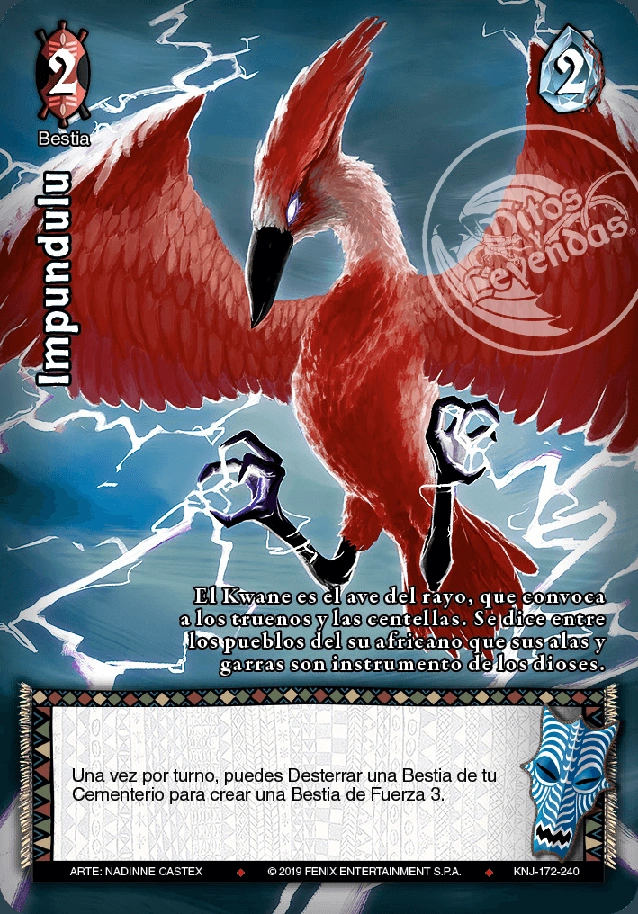 2
2
Bestia
Impundulu
Mitos
y
Leyendas
El Kwane es el ave del rayo, que convoca
a los truenos y las centellas. Se dice entre
los pueblos del su africano que sus alas y
garras son instrumento de los dioses.
Una vez por turno, puedes Desterrar una Bestia de tu
Cementerio para crear una Bestia de Fuerza 3.
ARTE: NADINNE CASTEX ♦ © 2019 FENIX ENTERTAINMENT S.P.A. ♦ KNJ-172-240